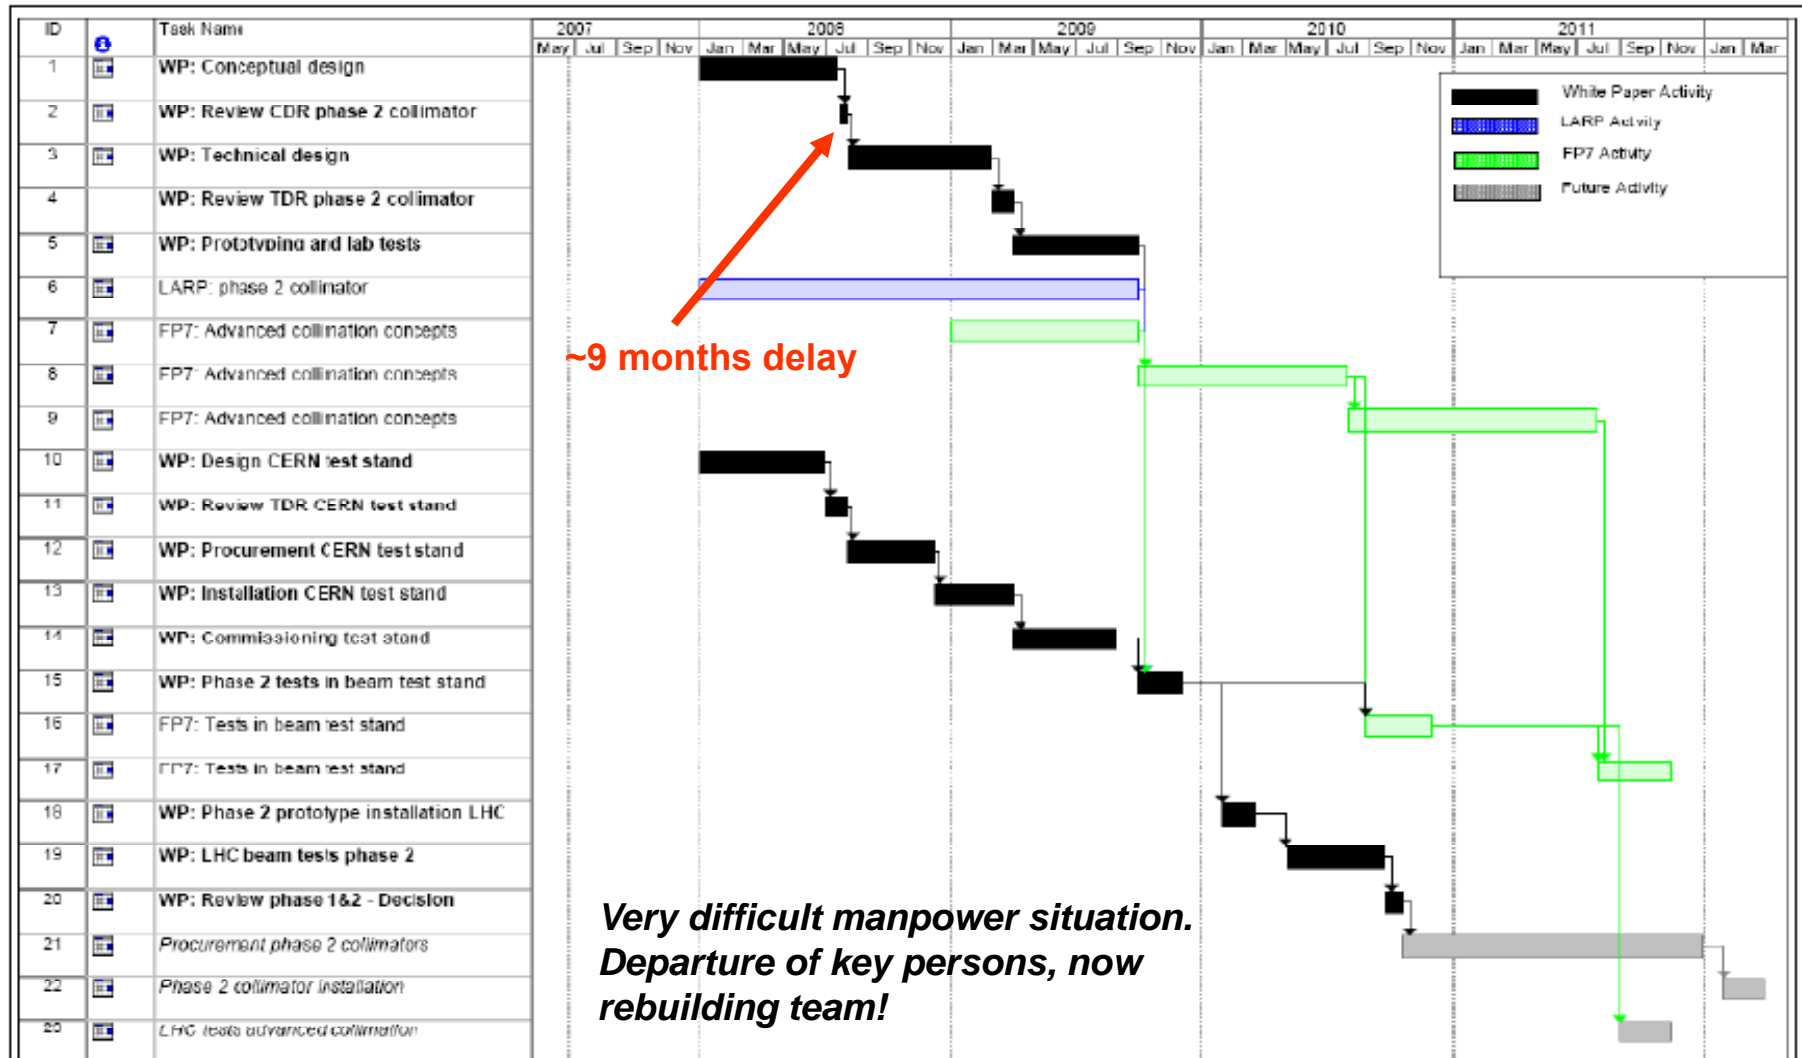 ID Task Name 2007 2008 2009 2010 2011
May Jul Sep Nov Jan Mar May Jul Sep Nov Jan Mar May Jul Sep Nov Jan Mar May Jul Sep Nov Jan Mar May Jul Sep Nov Jan Mar
1 WP: Conceptual design
2 WP: Review CDR phase 2 collimator
3 WP: Technical design
4 WP: Review TDR phase 2 collimator
5 WP: Prototyping and lab tests
6 LARP: phase 2 collimator
7 FP7: Advanced collimation concepts
8 FP7: Advanced collimation concepts
9 FP7: Advanced collimation concepts
10 WP: Design CERN test stand
11 WP: Review TDR CERN test stand
12 WP: Procurement CERN test stand
13 WP: Installation CERN test stand
14 WP: Commissioning test stand
15 WP: Phase 2 tests in beam test stand
16 FP7: Tests in beam test stand
17 FP7: Tests in beam test stand
18 WP: Phase 2 prototype installation LHC
19 WP: LHC beam tests phase 2
20 WP: Review phase 1&2 - Decision
21 Procurement phase 2 collimators
22 Phase 2 collimator installation
23 LHC tests advanced collimation
White Paper Activity
LARP Activity
FP7 Activity
Future Activity
~9 months delay
Very difficult manpower situation.
Departure of key persons, now
rebuilding team!